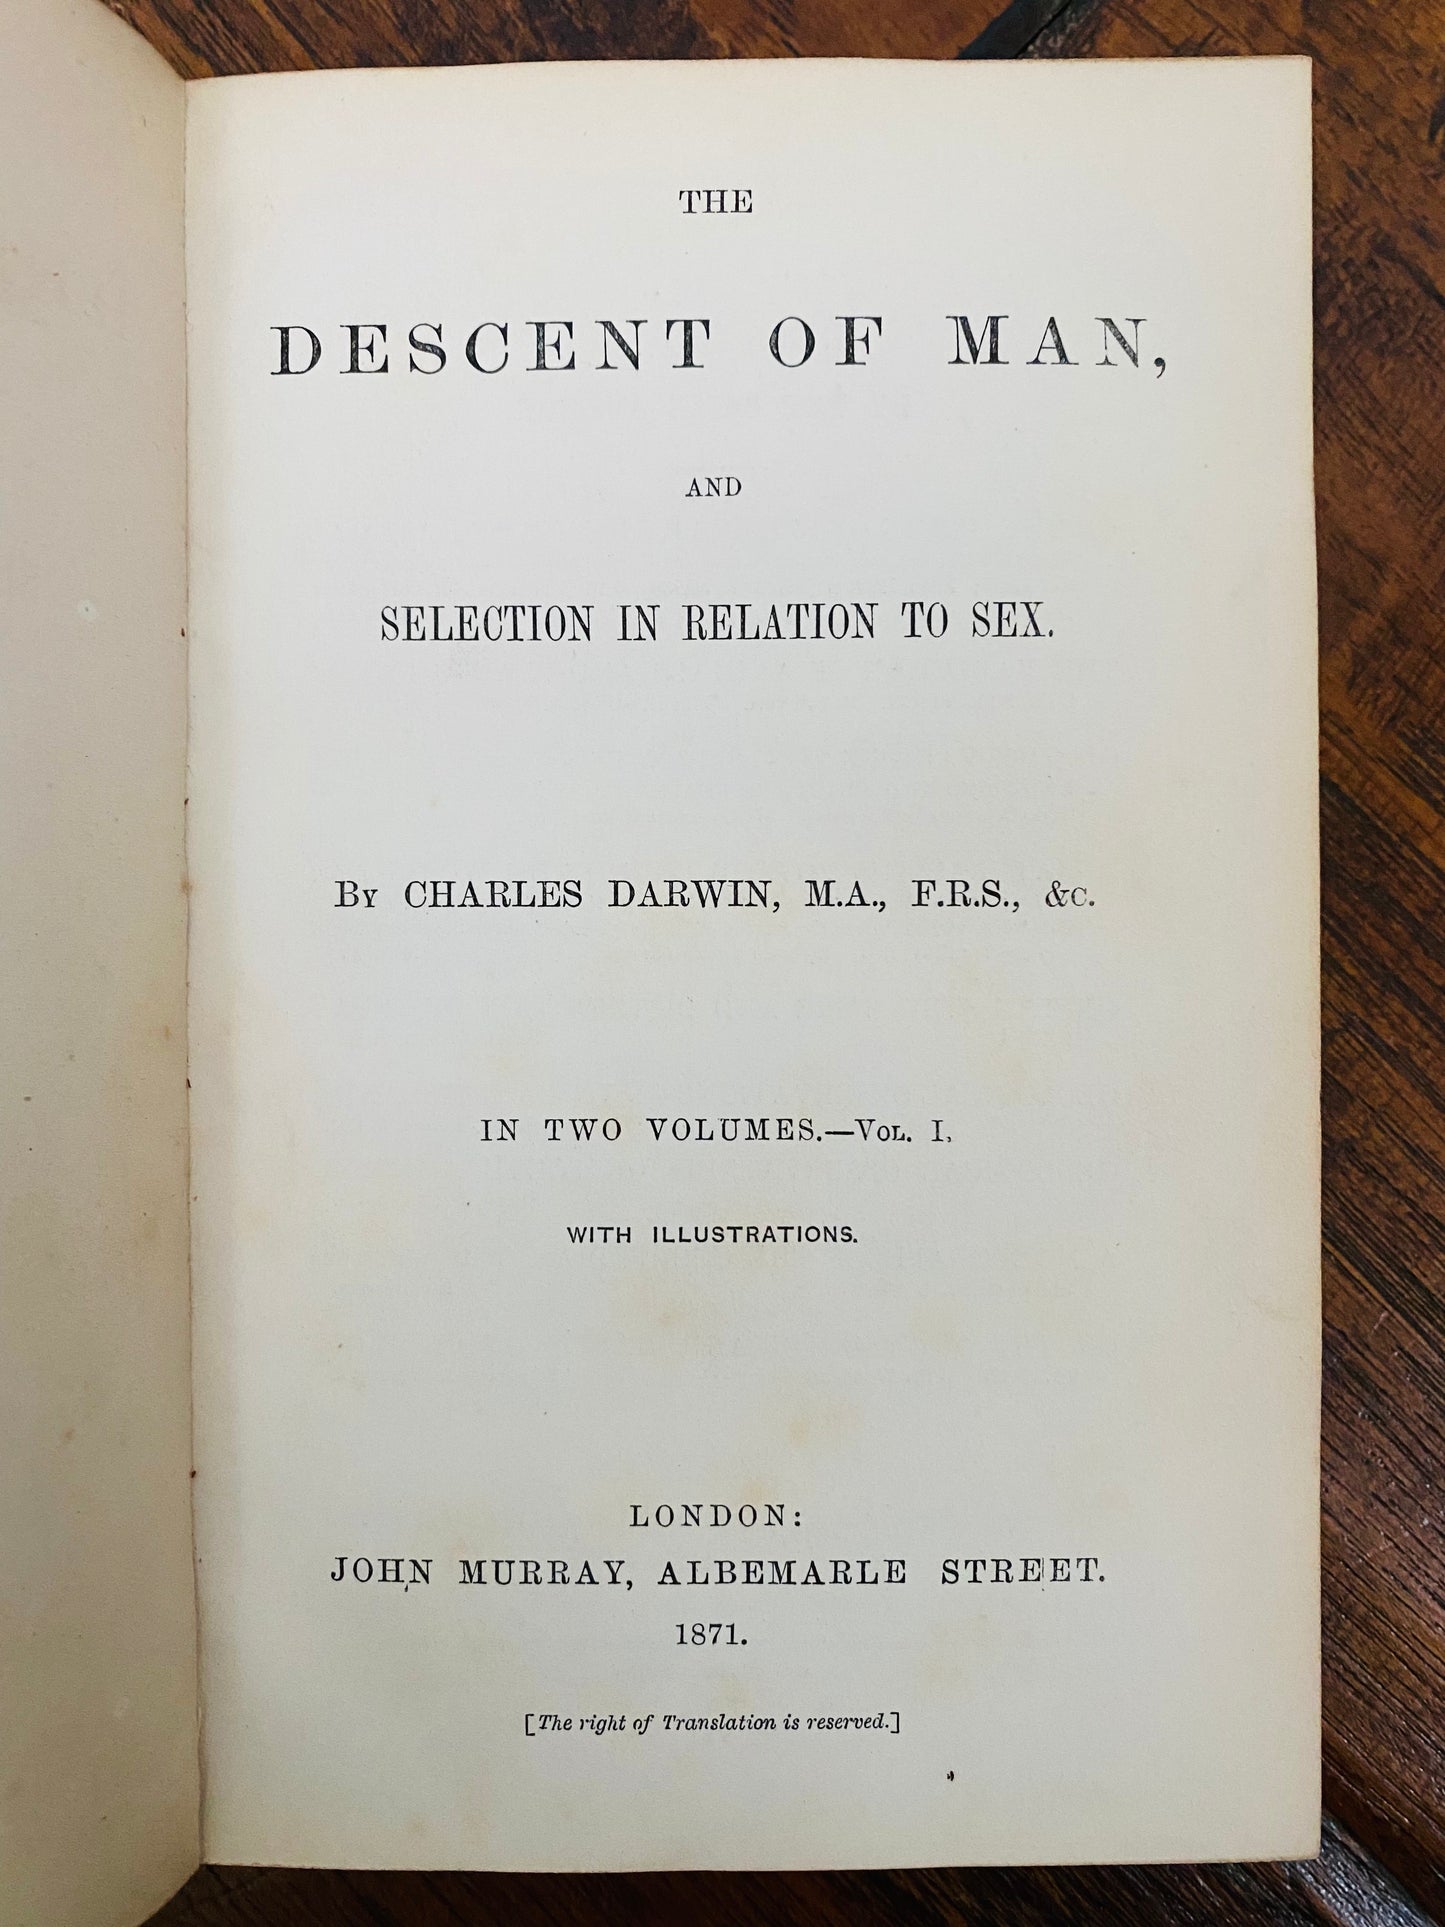 THE
DESCENT OF MAN,
AND
SELECTION IN RELATION TO SEX.
By CHARLES DARWIN, M.A., F.R.S., &c.
IN TWO VOLUMES.—Vol. I.
WITH ILLUSTRATIONS.
LONDON:
JOHN MURRAY, ALBEMARLE STREET.
1871.
[The right of Translation is reserved.]